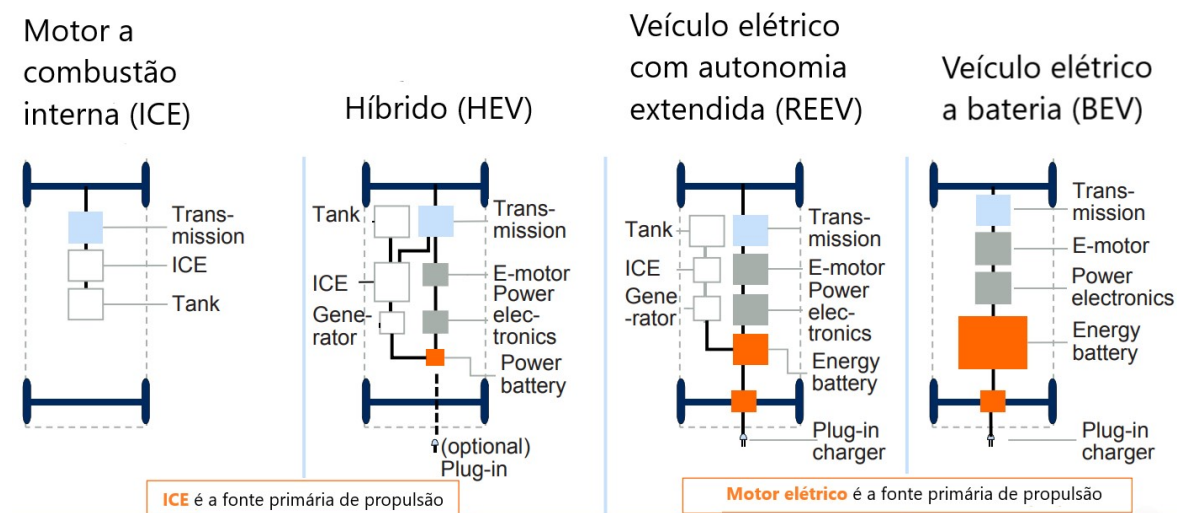 Motor a
combustão
interna (ICE)
Trans-
mission
ICE
Tank
Híbrido (HEV)
Tank
ICE
Gene-
rator
Trans-
mission
E-motor
Power
elec-
tronics
Power
battery
(optional)
Plug-in
ICE é a fonte primária de propulsão
Veículo elétrico
com autonomia
extendida (REEV)
Tank
ICE
Gene
-rator
Trans-
mission
E-motor
Power
elec-
tronics
Energy
battery
Plug-in
charger
Veículo elétrico
a bateria (BEV)
Trans-
mission
E-motor
Power
electronics
Energy
battery
Plug-in
charger
Motor elétrico é a fonte primária de propulsão